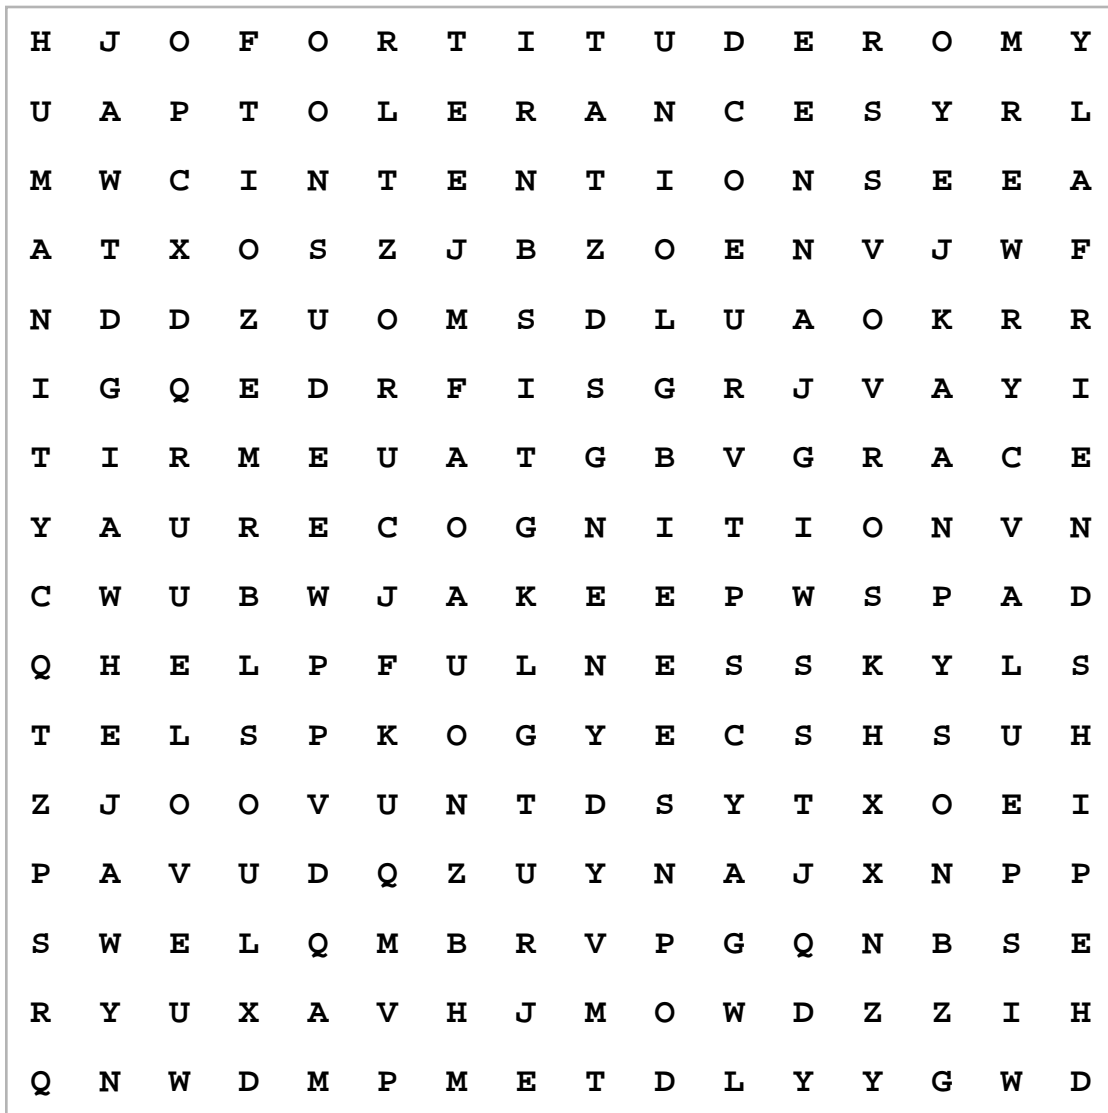 H J O F O R T I T U D E R O M Y
U A P T O L E R A N C E S Y R L
M W C I N T E N T I O N S E E A
A T X O S Z J B Z O E N V J W F
N D D Z U O M S D L U A O K R R
I G Q E D R F I S G R J V A Y I
T I R M E U A T G B V G R A C E
Y A U R E C O G N I T I O N V N
C W U B W J A K E E P W S P A D
Q H E L P F U L N E S S K Y L S
T E L S P K O G Y E C S H S U H
Z J O O V U N T D S Y T X O E I
P A V U D Q Z U Y N A J X N P P
S W E L Q M B R V P G Q N B S E
R Y U X A V H J M O W D Z Z I H
Q N W D M P M E T D L Y Y G W D